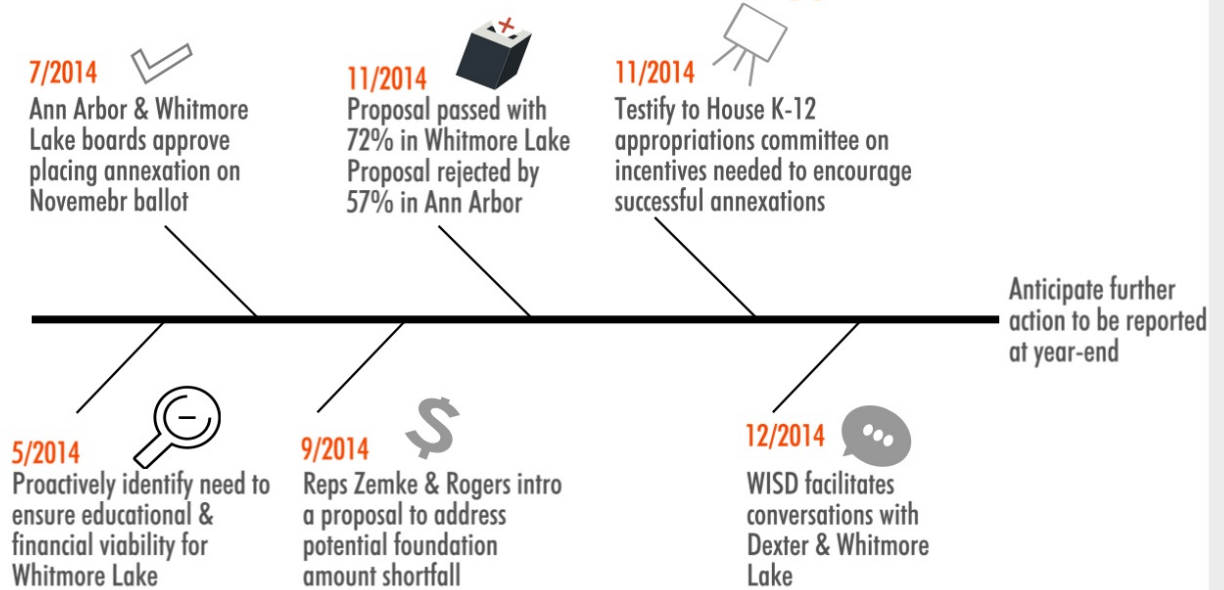 7/2014
Ann Arbor & Whitmore
Lake boards approve
placing annexation on
Novemebr ballot
11/2014
Proposal passed with
72% in Whitmore Lake
Proposal rejected by
57% in Ann Arbor
11/2014
Testify to House K-12
appropriations committee on
incentives needed to encourage
successful annexations
Anticipate further
action to be reported
at year-end
5/2014
Proactively identify need to
ensure educational &
financial viability for
Whitmore Lake
9/2014
$
Reps Zemke & Rogers intro
a proposal to address
potential foundation
amount shortfall
12/2014
WISD facilitates
conversations with
Dexter & Whitmore
Lake